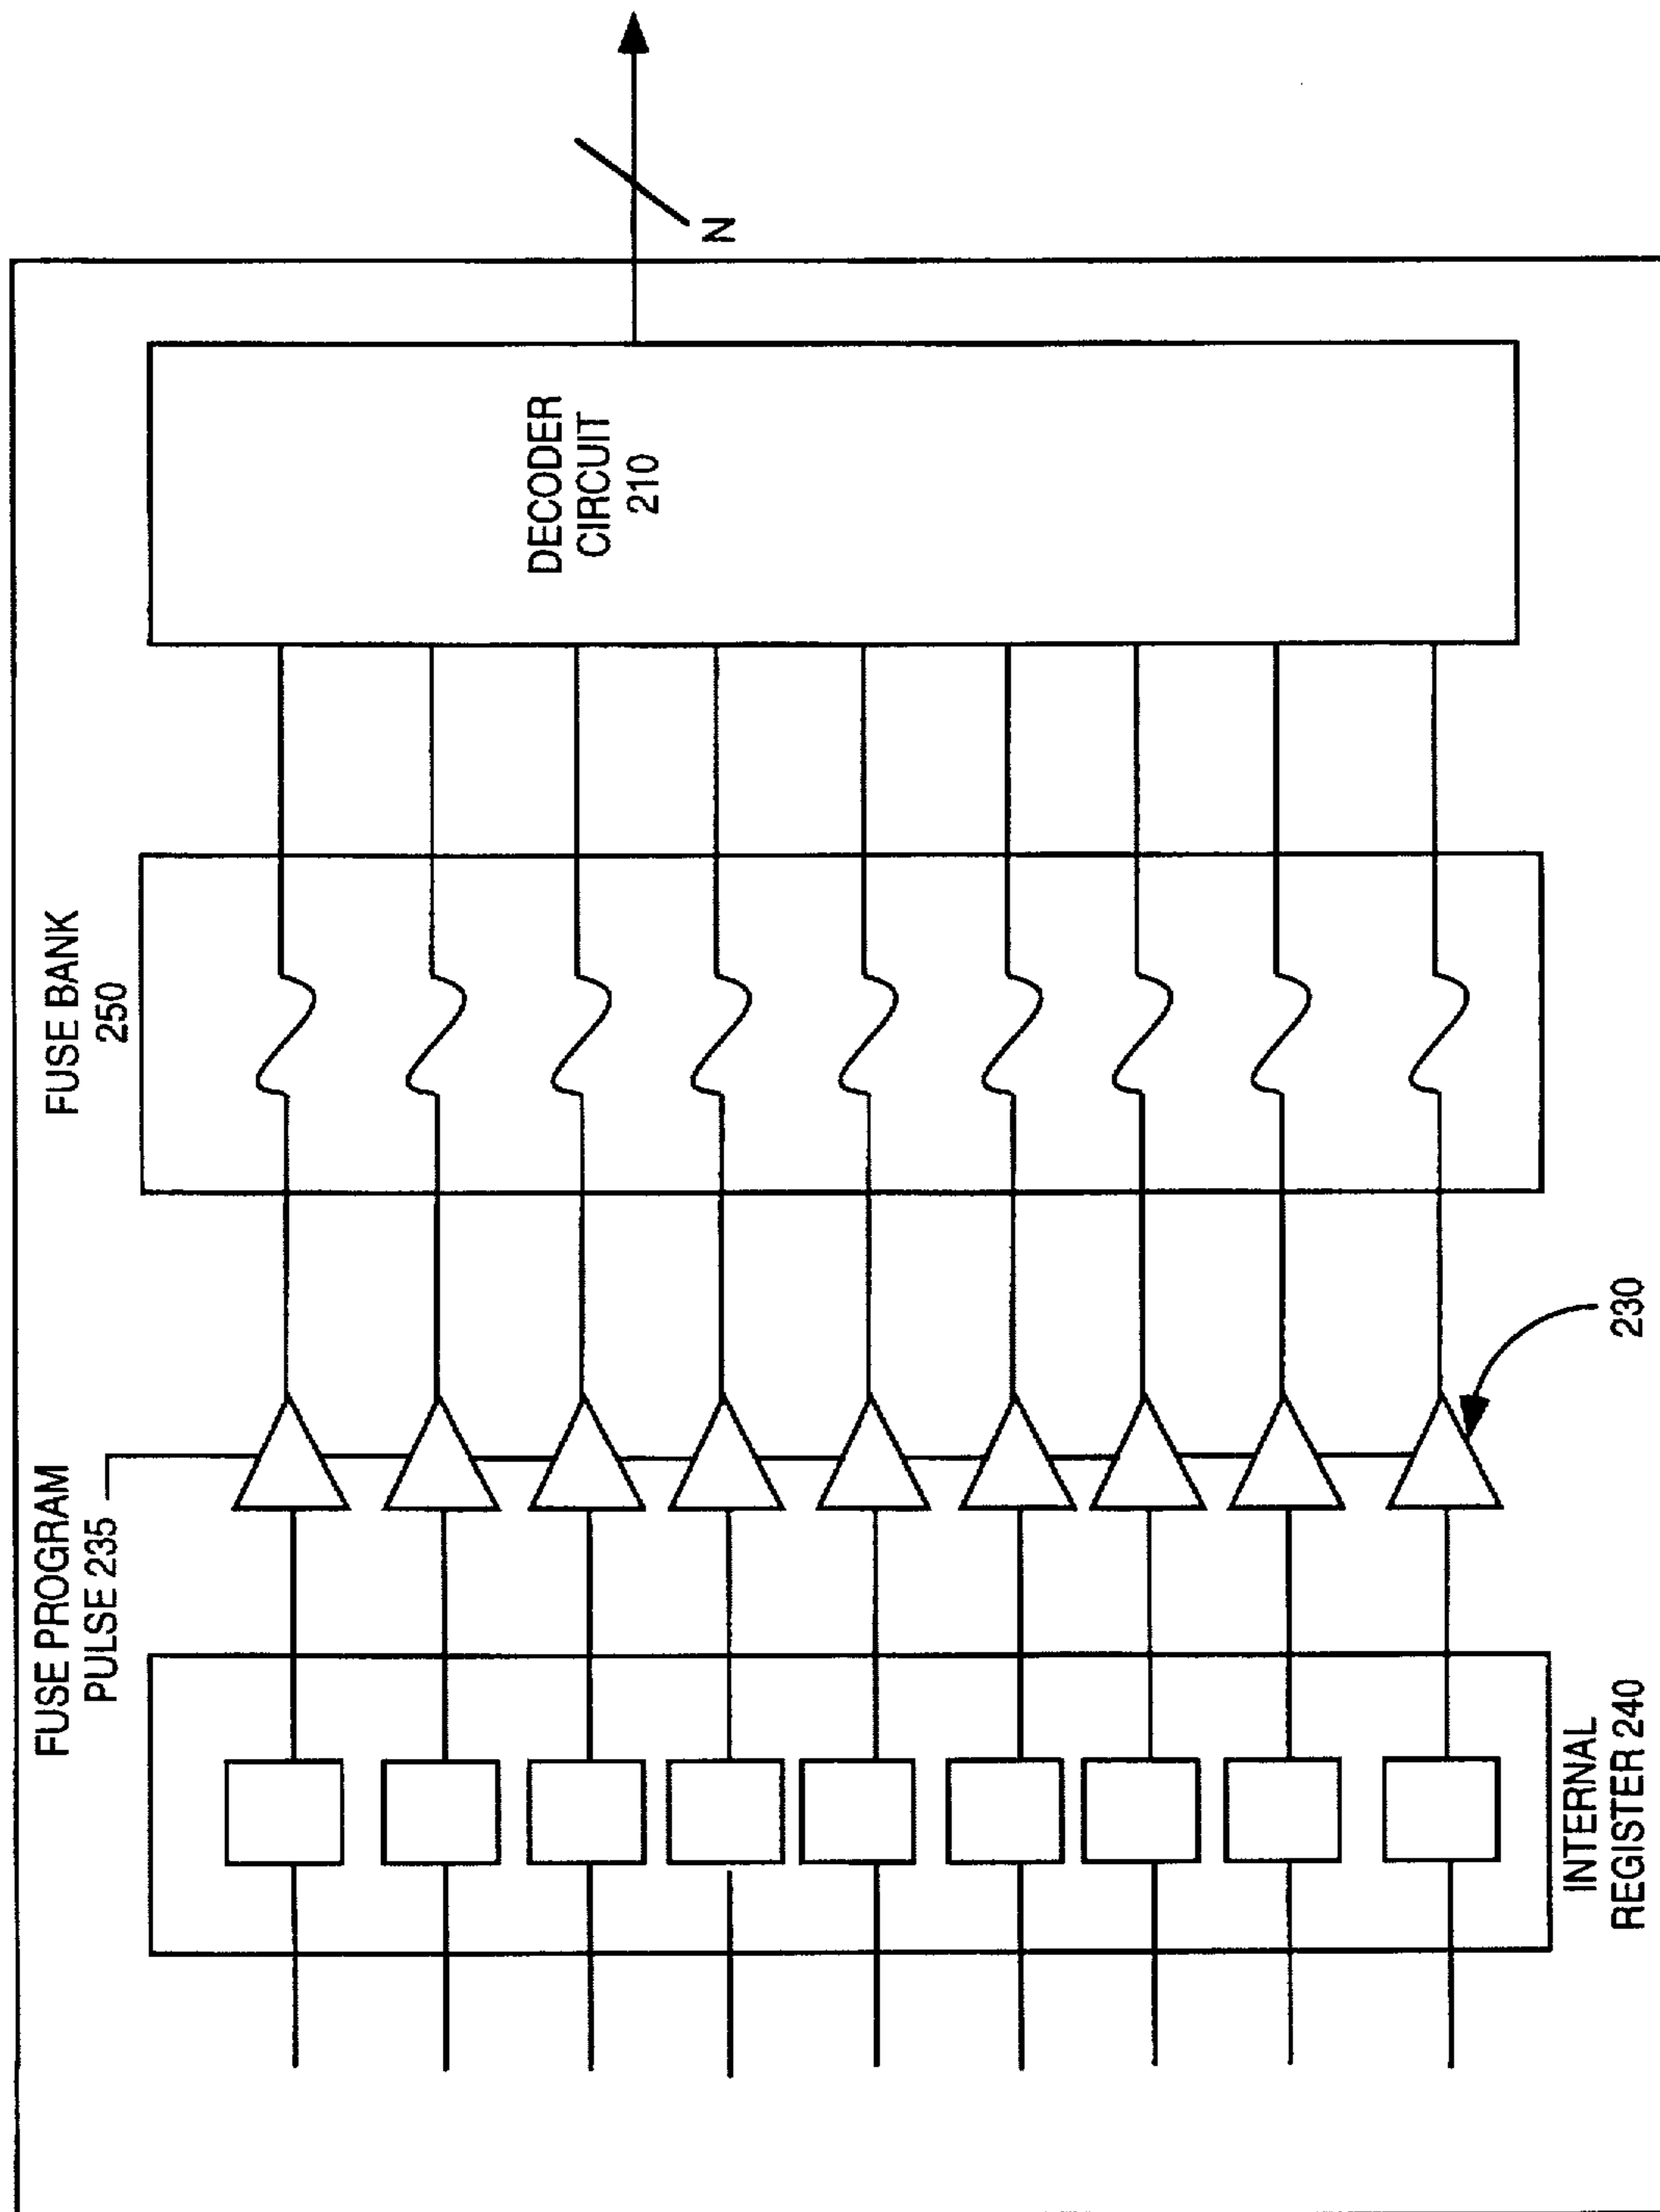 FUSE PROGRAM
PULSE 235
INTERNAL
REGISTER 240
230
FUSE BANK
250
DECODER
CIRCUIT
210
N